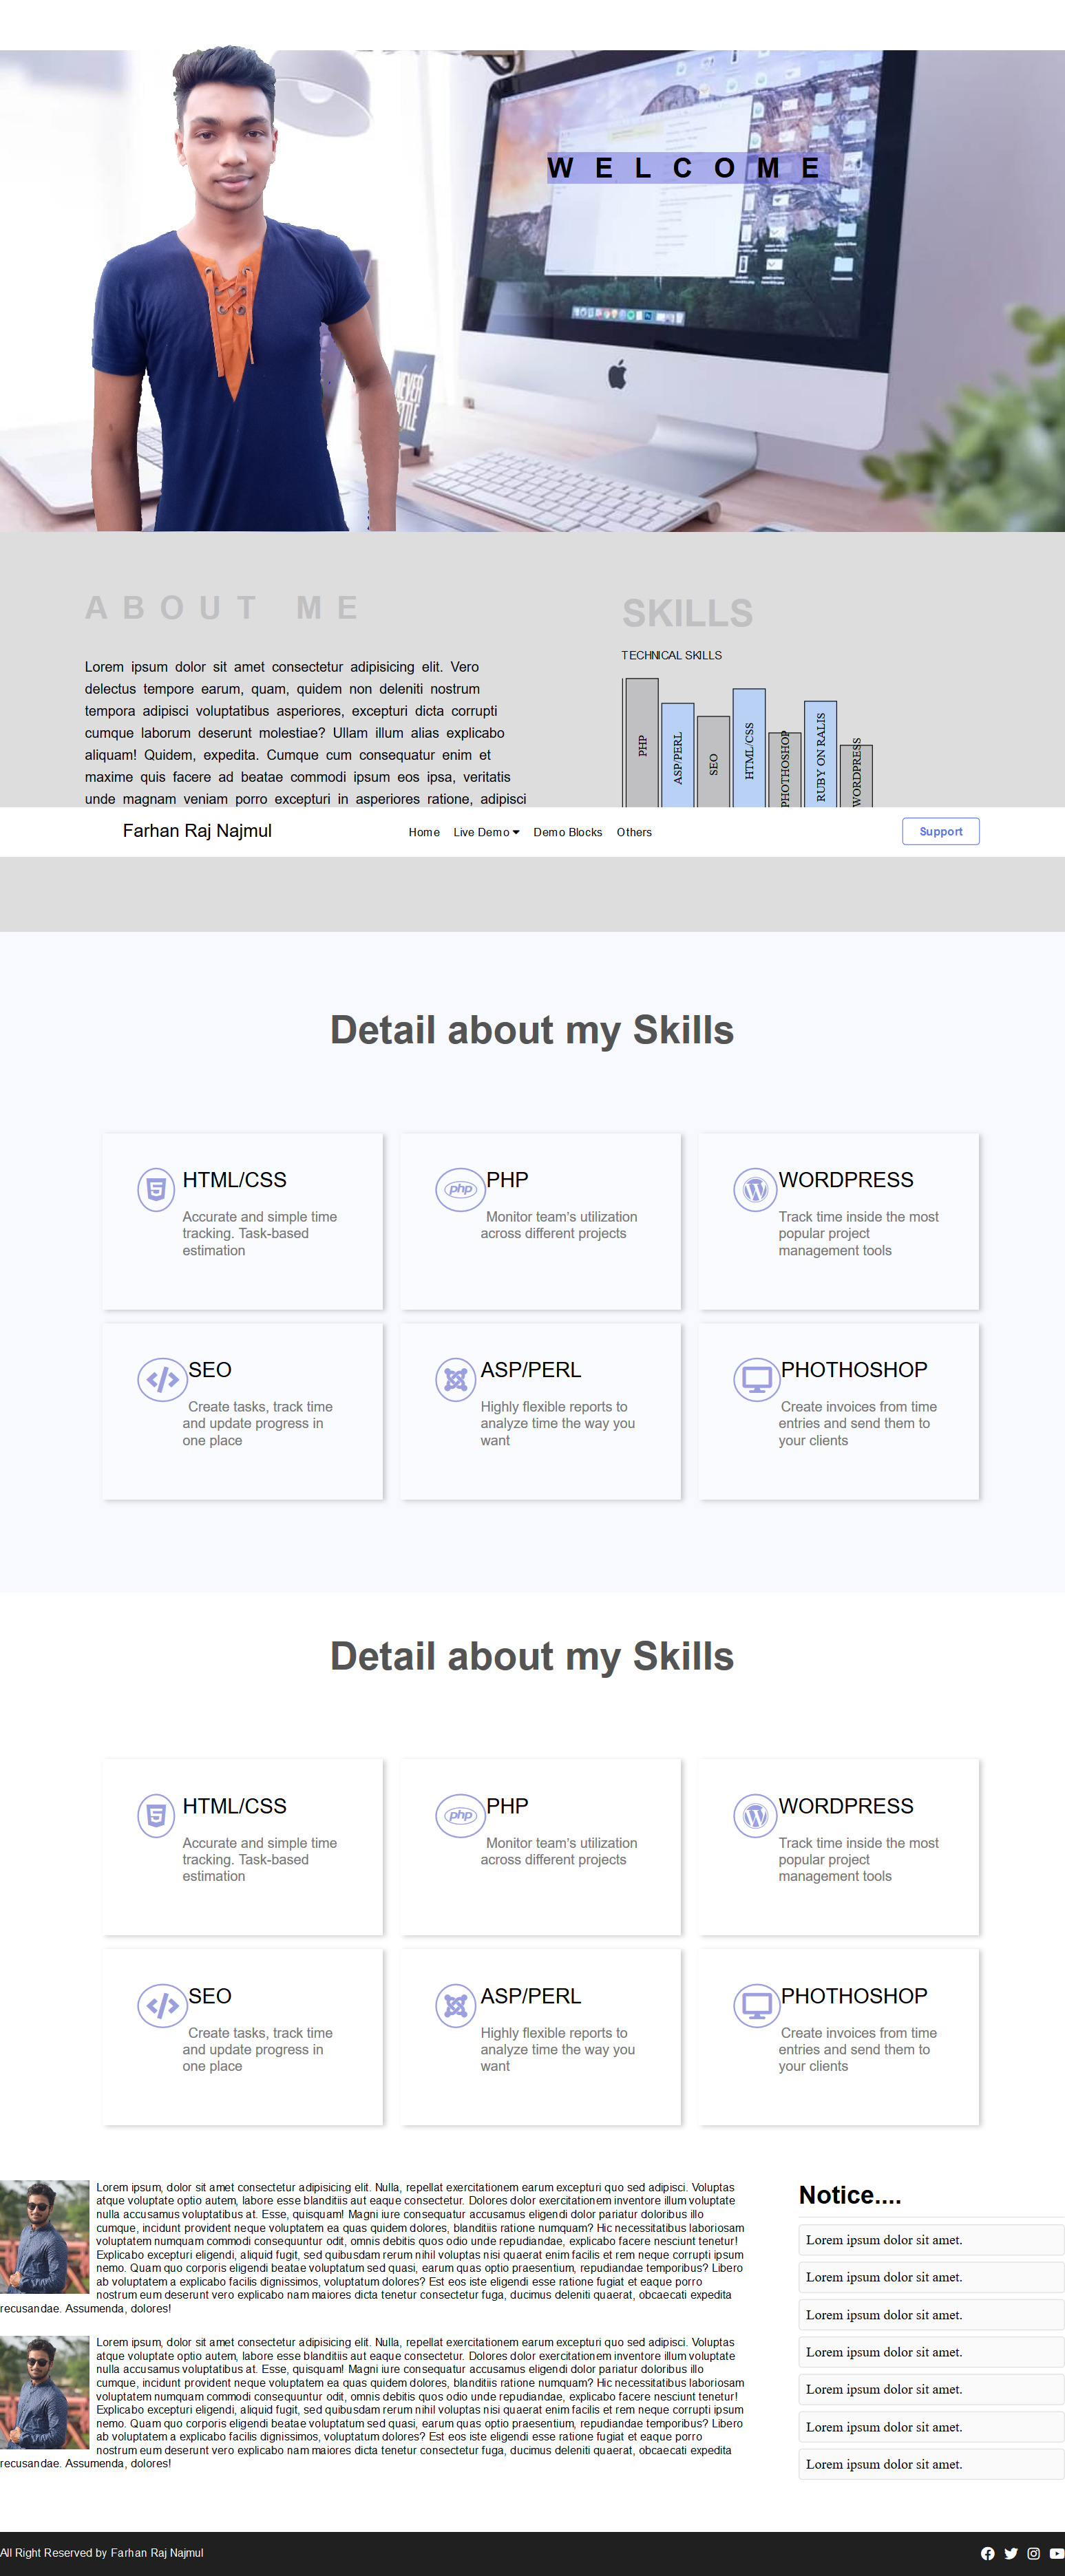 W E L C O M E
NEVER
ABOUT ME
Lorem ipsum dolor sit amet consectetur adipisicing elit. Vero
delectus tempore earum, quam, quidem non deleniti nostrum
tempora adipisci voluptatibus asperiores, excepturi dicta corrupti
cumque laborum deserunt molestiae? Ullam illum alias explicabo
aliquam! Quidem, expedita. Cumque cum consequatur enim et
maxime quis facere ad beatae commodi ipsum eos ipsa, veritatis
unde magnam veniam porro excepturi in asperiores ratione, adipisci
SKILLS
TECHNICAL SKILLS
PHP
ASP/PERL
SEO
HTML/CSS
PHOTHOSHOP
RUBY ON RALIS
WORDPRESS
Farhan Raj Najmul
Home Live Demo Demo Blocks Others
Support
Detail about my Skills
HTML/CSS
Accurate and simple time
tracking. Task-based
estimation
php
PHP
Monitor team's utilization
across different projects
WORDPRESS
Track time inside the most
popular project
management tools
SEO
Create tasks, track time
and update progress in
one place
ASP/PERL
Highly flexible reports to
analyze time the way you
want
PHOTHOSHOP
Create invoices from time
entries and send them to
your clients
Detail about my Skills
HTML/CSS
Accurate and simple time
tracking. Task-based
estimation
php
PHP
Monitor team's utilization
across different projects
WORDPRESS
Track time inside the most
popular project
management tools
SEO
Create tasks, track time
and update progress in
one place
ASP/PERL
Highly flexible reports to
analyze time the way you
want
PHOTHOSHOP
Create invoices from time
entries and send them to
your clients
Lorem ipsum, dolor sit amet consectetur adipisicing elit. Nulla, repellat exercitationem earum excepturi quo sed adipisci. Voluptas
atque voluptate optio autem, labore esse blanditiis aut eaque consectetur. Dolores dolor exercitationem inventore illum voluptate
nulla accusamus voluptatibus at. Esse, quisquam! Magni iure consequatur accusamus eligendi dolor pariatur doloribus illo
cumque, incidunt provident neque voluptatem ea quas quidem dolores, blanditiis ratione numquam? Hic necessitatibus laboriosam
voluptatem numquam commodi consequuntur odit, omnis debitis quos odio unde repudiandae, explicabo facere nesciunt tenetur!
Explicabo excepturi eligendi, aliquid fugit, sed quibusdam rerum nihil voluptas nisi quaerat enim facilis et rem neque corrupti ipsum
nemo. Quam quo corporis eligendi beatae voluptatum sed quasi, earum quas optio praesentium, repudiandae temporibus? Libero
ab voluptatem a explicabo facilis dignissimos, voluptatum dolores? Est eos iste eligendi esse ratione fugiat et eaque porro
nostrum eum deserunt vero explicabo nam maiores dicta tenetur consectetur fuga, ducimus deleniti quaerat, obcaecati expedita
recusandae. Assumenda, dolores!
Lorem ipsum, dolor sit amet consectetur adipisicing elit. Nulla, repellat exercitationem earum excepturi quo sed adipisci. Voluptas
atque voluptate optio autem, labore esse blanditiis aut eaque consectetur. Dolores dolor exercitationem inventore illum voluptate
nulla accusamus voluptatibus at. Esse, quisquam! Magni iure consequatur accusamus eligendi dolor pariatur doloribus illo
cumque, incidunt provident neque voluptatem ea quas quidem dolores, blanditiis ratione numquam? Hic necessitatibus laboriosam
voluptatem numquam commodi consequuntur odit, omnis debitis quos odio unde repudiandae, explicabo facere nesciunt tenetur!
Explicabo excepturi eligendi, aliquid fugit, sed quibusdam rerum nihil voluptas nisi quaerat enim facilis et rem neque corrupti ipsum
nemo. Quam quo corporis eligendi beatae voluptatum sed quasi, earum quas optio praesentium, repudiandae temporibus? Libero
ab voluptatem a explicabo facilis dignissimos, voluptatum dolores? Est eos iste eligendi esse ratione fugiat et eaque porro
nostrum eum deserunt vero explicabo nam maiores dicta tenetur consectetur fuga, ducimus deleniti quaerat, obcaecati expedita
recusandae. Assumenda, dolores!
Notice....
Lorem ipsum dolor sit amet.
Lorem ipsum dolor sit amet.
Lorem ipsum dolor sit amet.
Lorem ipsum dolor sit amet.
Lorem ipsum dolor sit amet.
Lorem ipsum dolor sit amet.
Lorem ipsum dolor sit amet.
All Right Reserved by Farhan Raj Najmul